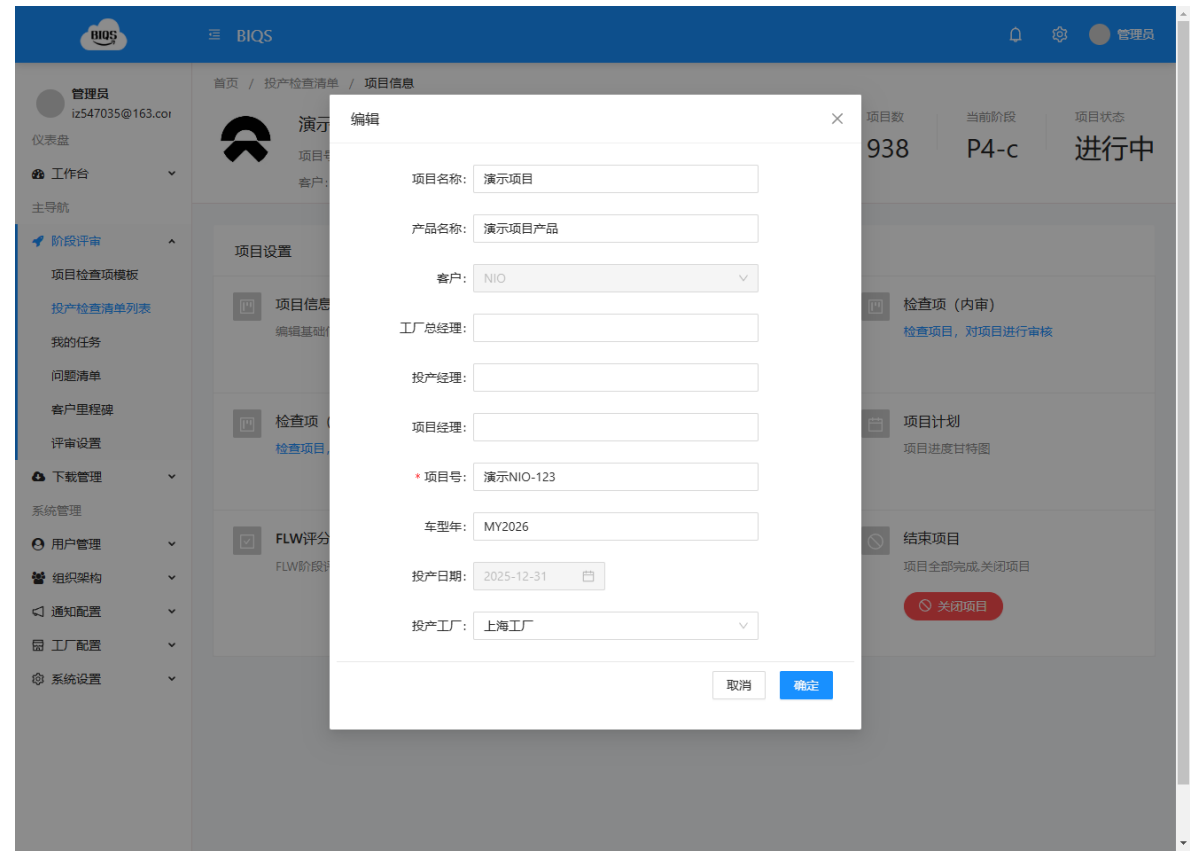 BIQS
BIQS
管理员
管理员
iz547035@163.cor
仪表盘
工作台
主导航
阶段评审
项目检查项模板
投产检查清单列表
我的任务
问题清单
客户里程碑
评审设置
下载管理
系统管理
用户管理
组织架构
通知配置
工厂配置
系统设置
首页 / 投产检查清单 / 项目信息
演示
项目号
客户:
项目数
938
当前阶段
P4-c
项目状态
进行中
项目设置
项目信息
编辑基础
检查项（内审）
检查项目，对项目进行审核
检查项（
检查项目,
项目计划
项目进度甘特图
FLW评分
FLW阶段
结束项目
项目全部完成,关闭项目
关闭项目
编辑
项目名称: 演示项目
产品名称: 演示项目产品
客户: NIO
工厂总经理:
投产经理:
项目经理:
* 项目号: 演示NIO-123
车型年: MY2026
投产日期: 2025-12-31
投产工厂: 上海工厂
取消
确定